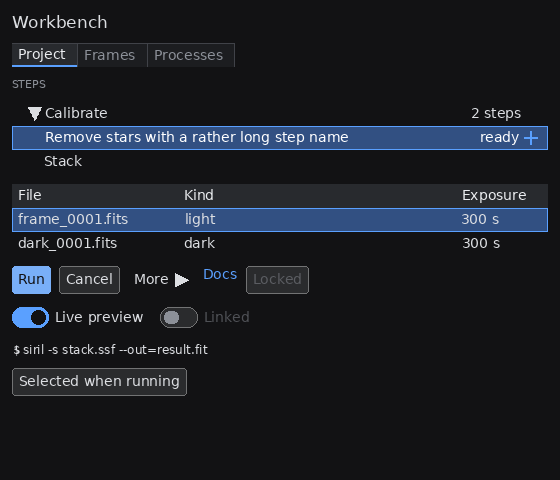 Workbench
Project Frames Processes
STEPS
Calibrate 2 steps
Remove stars with a rather long step name ready
Stack
File Kind Exposure
frame_0001.fits light 300 s
dark_0001.fits dark 300 s
Run Cancel More Docs Locked
Live preview Linked
$ siril -s stack.ssf --out=result.fit
Selected when running